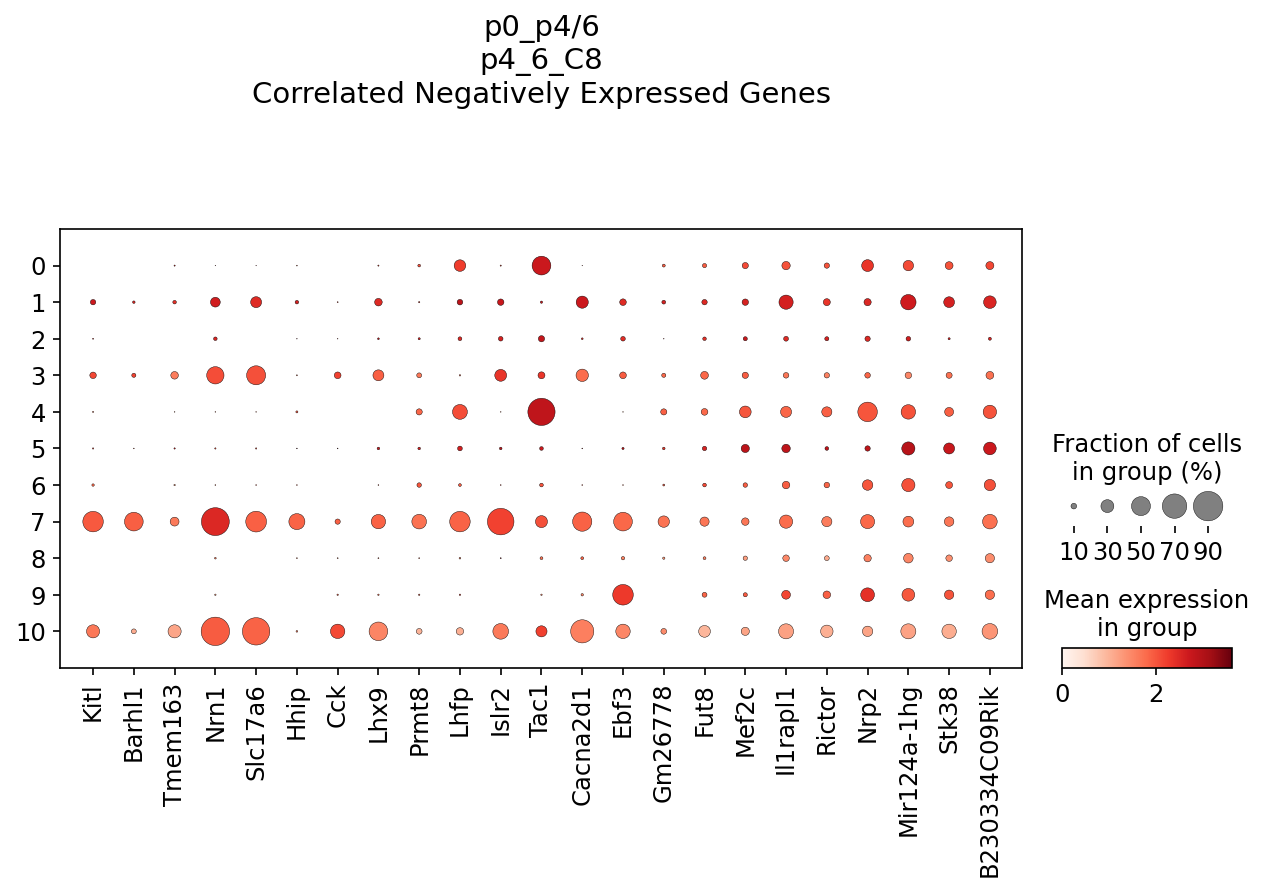 p0_p4/6
p4_6_C8
Correlated Negatively Expressed Genes
0
1
2
3
4
5
6
7
8
9
10
Kitl
Barhl1
Tmem163
Nrn1
Slc17a6
Hhip
Cck
Lhx9
Prmt8
Lhfp
Islr2
Tac1
Cacna2d1
Ebf3
Gm26778
Fut8
Mef2c
Il1rapl1
Rictor
Nrp2
Mir124a-1hg
Stk38
B230334C09Rik
Fraction of cells
in group (%)
10 30 50 70 90
Mean expression
in group
0 2